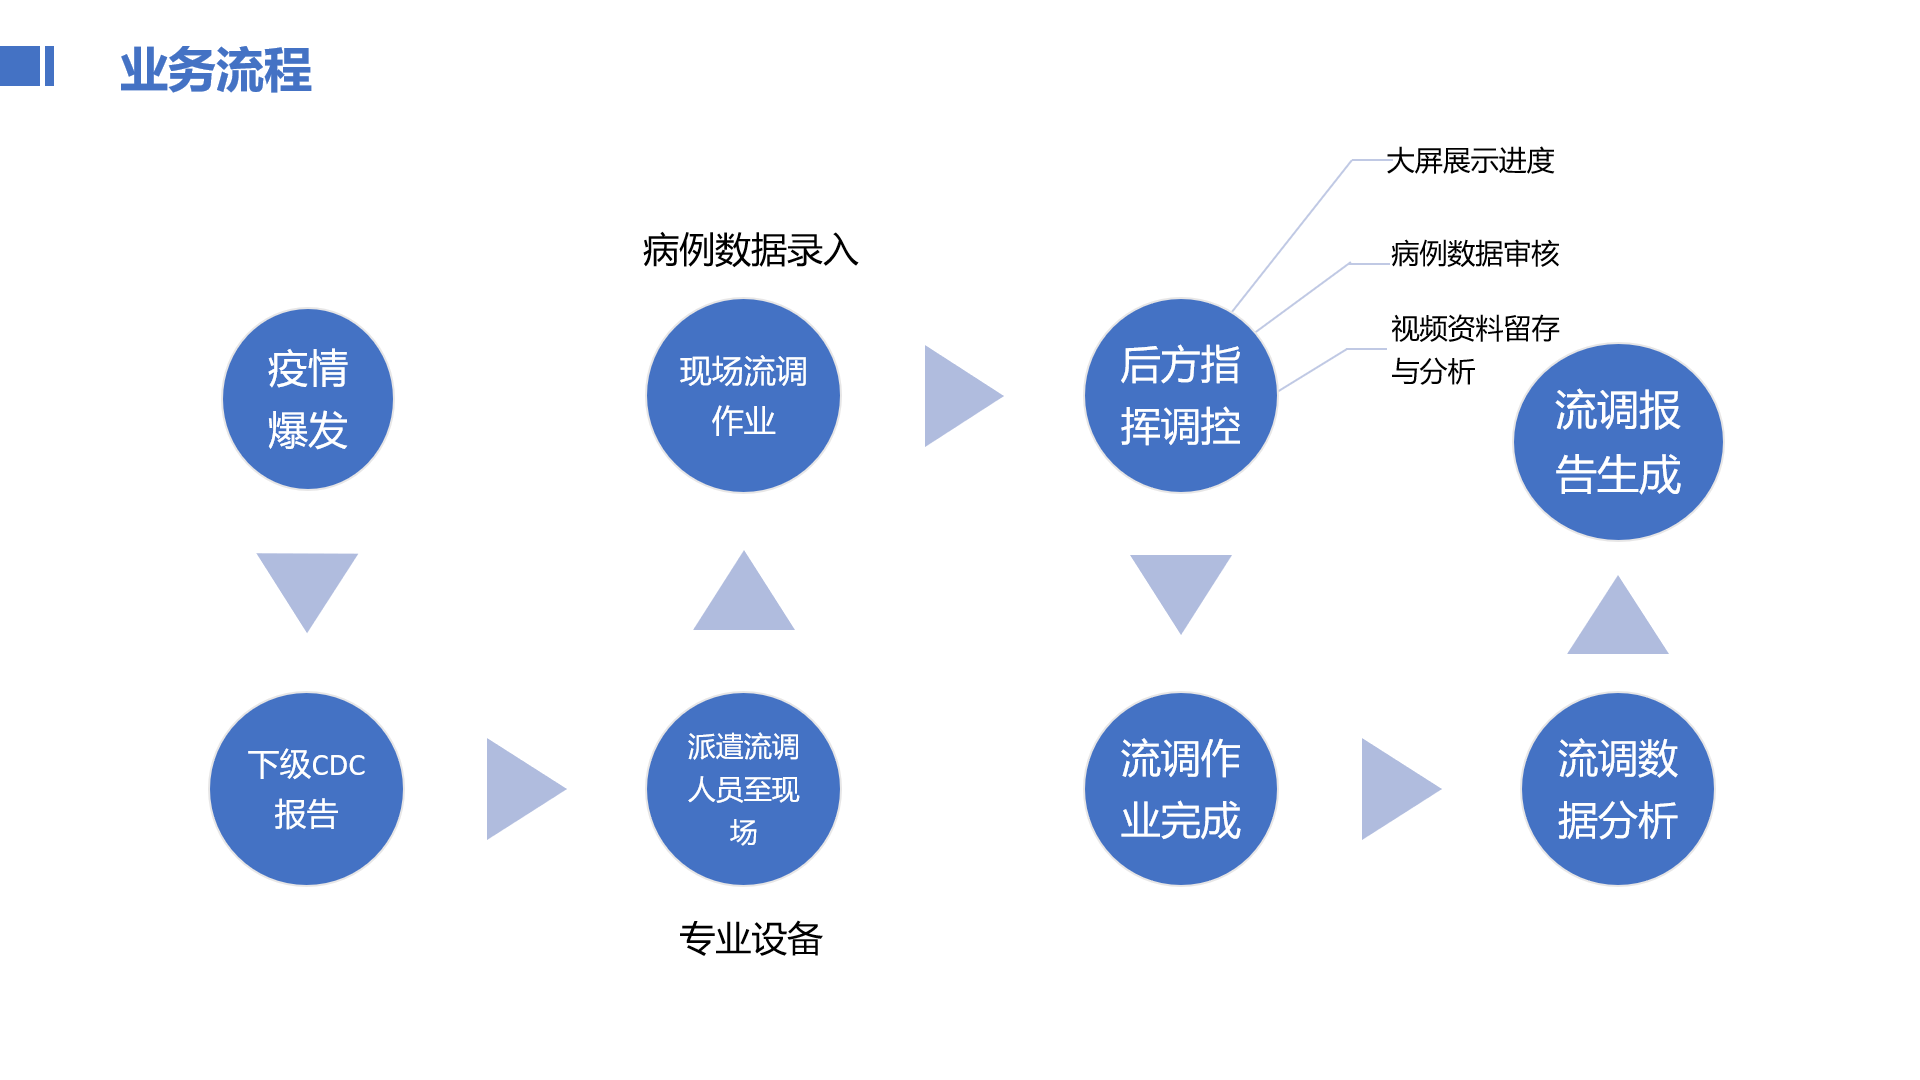 业务流程
疫情
爆发
下级CDC
报告
派遣流调
人员至现
场
专业设备
病例数据录入
现场流调
作业
后方指
挥调控
大屏展示进度
病例数据审核
视频资料留存
与分析
流调作
业完成
流调数
据分析
流调报
告生成